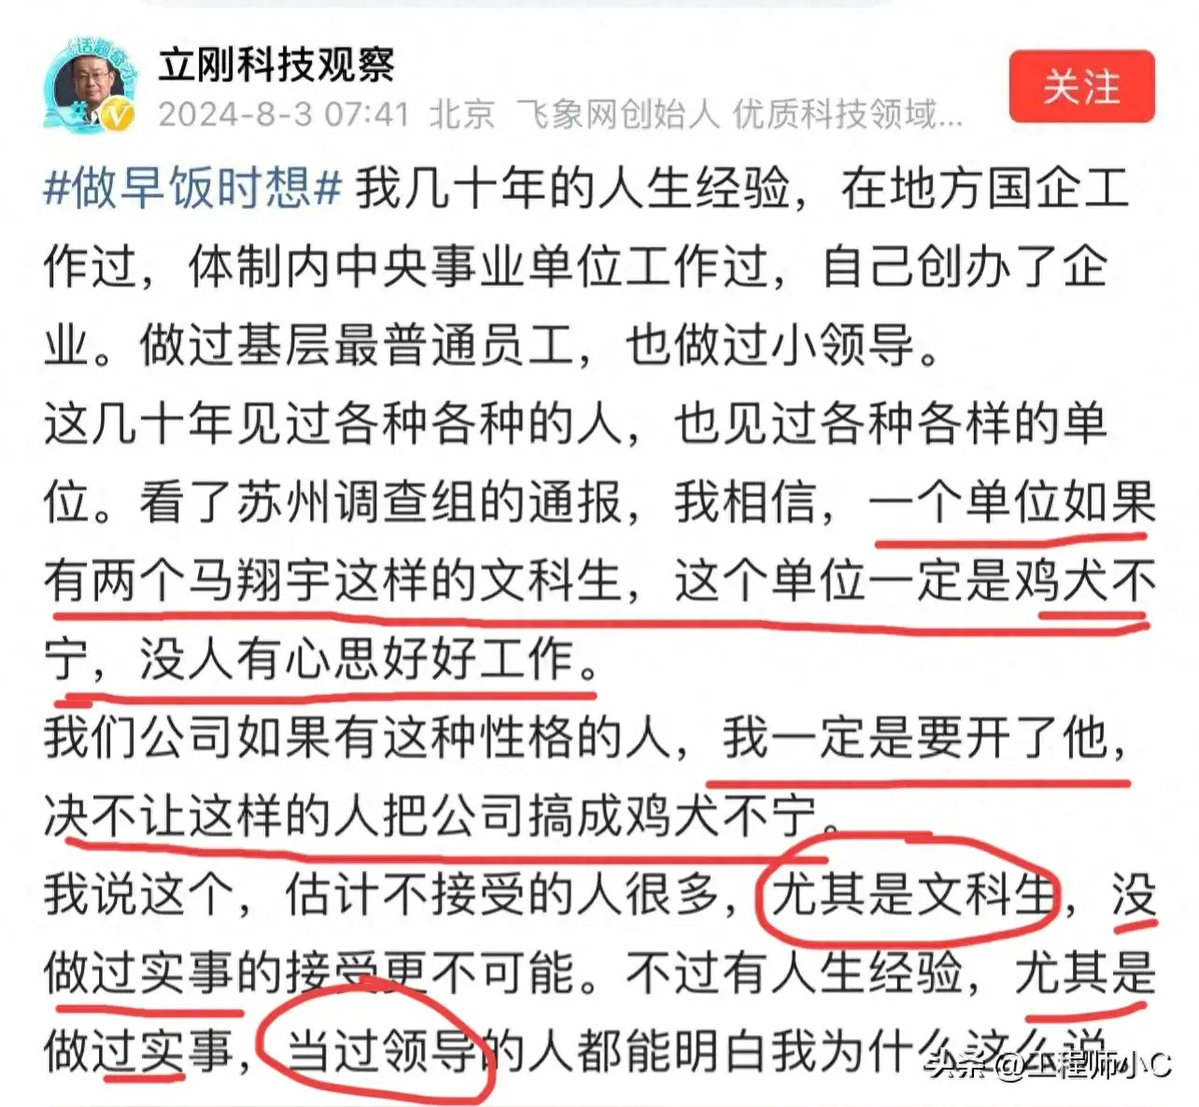 立刚科技观察
2024-8-3 07:41 北京 飞象网创始人 优质科技领域...
关注
#做早饭时想# 我几十年的人生经验，在地方国企工
作过，体制内中央事业单位工作过，自己创办了企
业。做过基层最普通员工，也做过小领导。
这几十年见过各种各种的人，也见过各种各样的单
位。看了苏州调查组的通报，我相信，一个单位如果
有两个马翔宇这样的文科生，这个单位一定是鸡犬不
宁，没人有心思好好工作。
我们公司如果有这种性格的人，我一定是要开了他，
决不让这样的人把公司搞成鸡犬不宁。
我说这个，估计不接受的人很多，尤其是文科生，没
做过实事的接受更不可能。不过有人生经验，尤其是
做过实事，当过领导的人都能明白我为什么这么说。
头条 @工程师小C